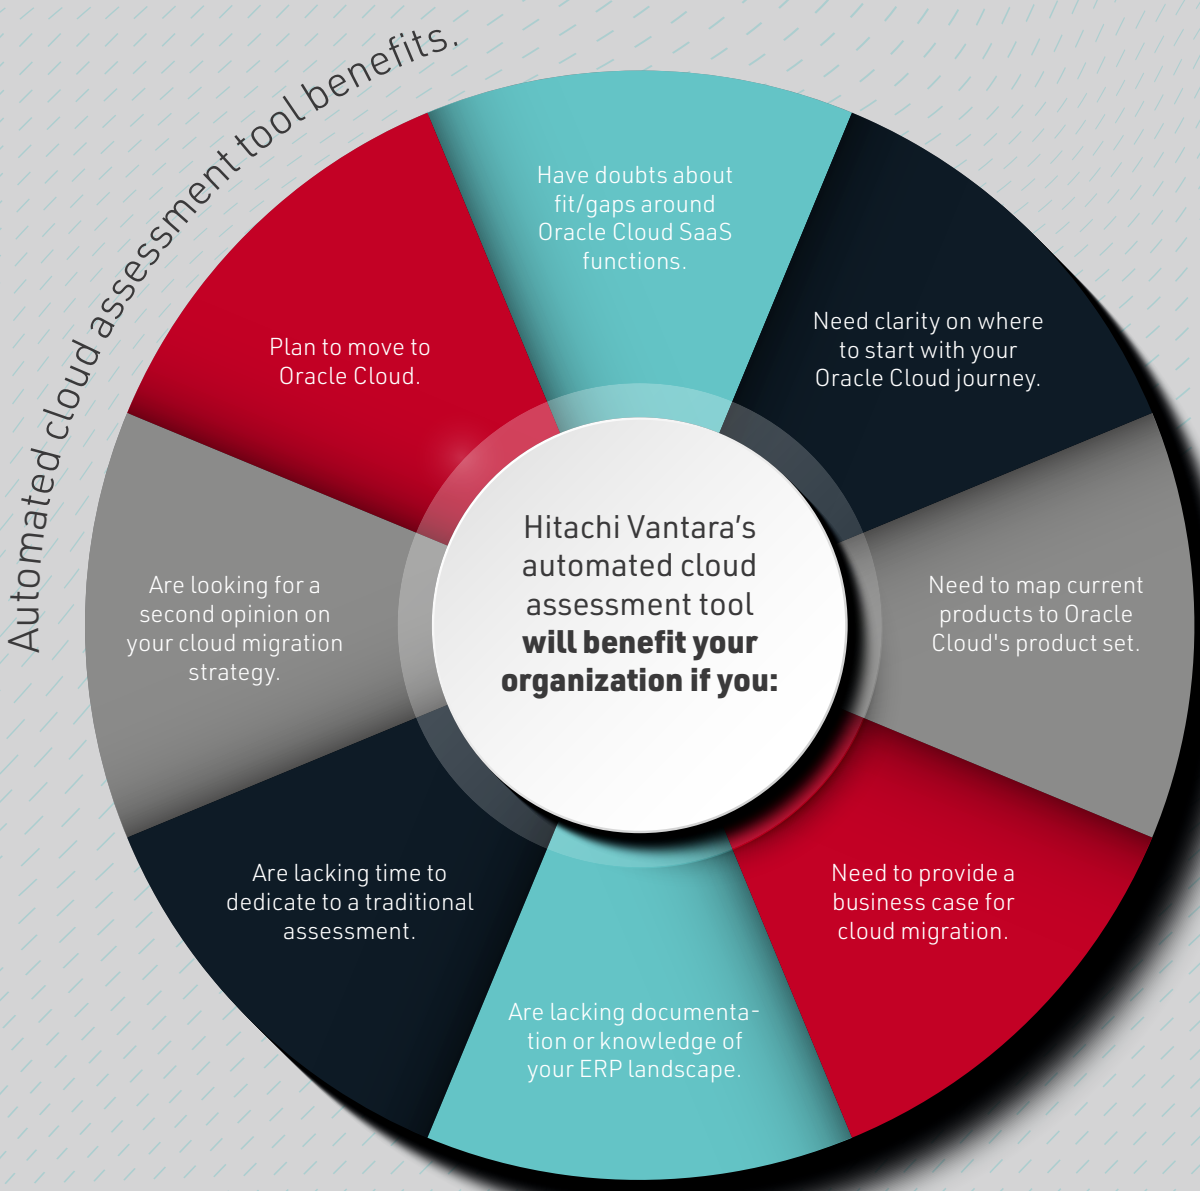 Automated cloud assessment tool benefits.
Hitachi Vantara’s
automated cloud
assessment tool
will benefit your
organization if you:
Plan to move to
Oracle Cloud.
Have doubts about
fit/gaps around
Oracle Cloud SaaS
functions.
Need clarity on where
to start with your
Oracle Cloud journey.
Need to map current
products to Oracle
Cloud's product set.
Need to provide a
business case for
cloud migration.
Are lacking documenta-
tion or knowledge of
your ERP landscape.
Are lacking time to
dedicate to a traditional
assessment.
Are looking for a
second opinion on
your cloud migration
strategy.